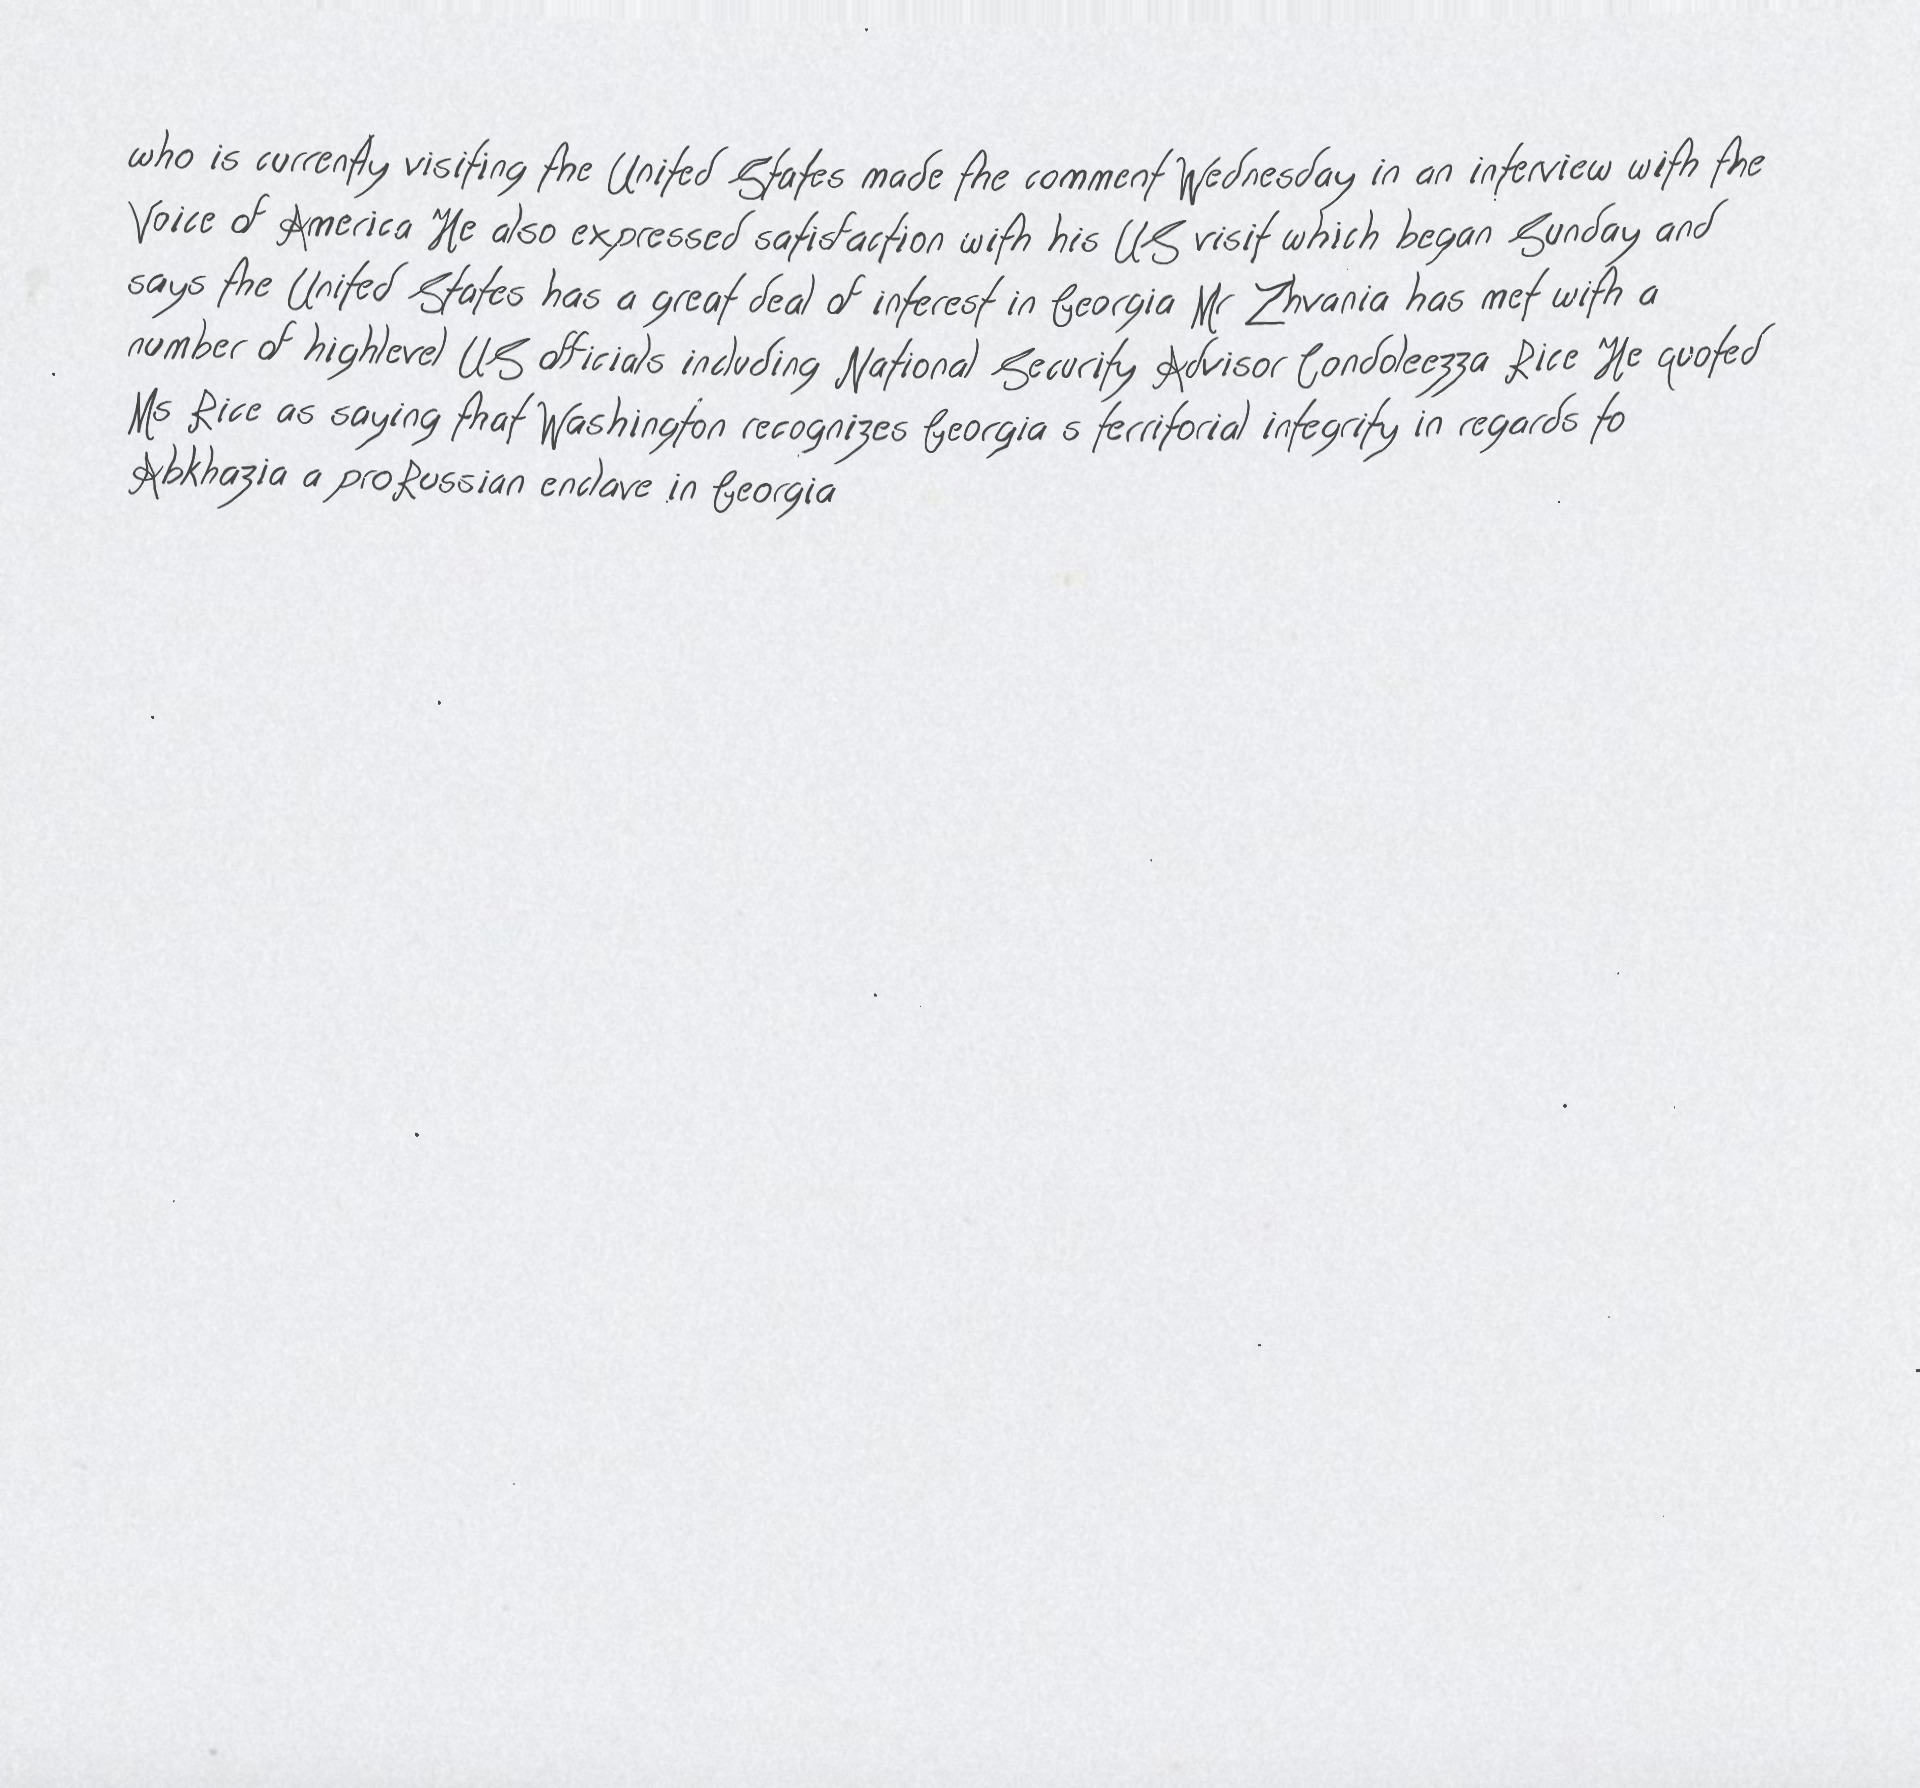 who is currently visiting the United States made the comment Wednesday in an interview with the
Voice of America He also expressed satisfaction with his US visit which began Sunday and
says the United States has a great deal of interest in Georgia Mr Zhvania has met with a
number of highlevel US officials including National Security Advisor Condoleezza Rice He quoted
Ms Rice as saying that Washington recognizes Georgia s territorial integrity in regards to
Abkhazia a proRussian enclave in Georgia